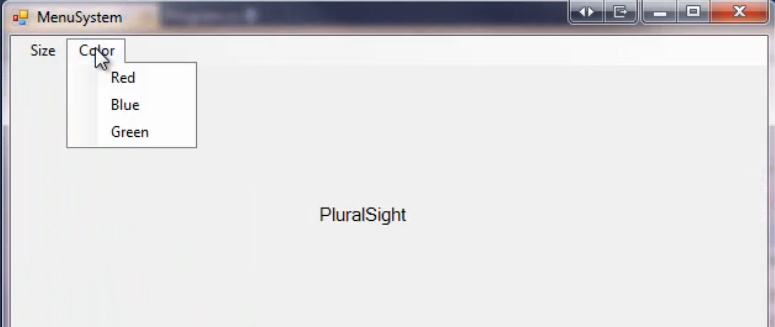 MenuSystem
Size Color
Red
Blue
Green
PluralSight